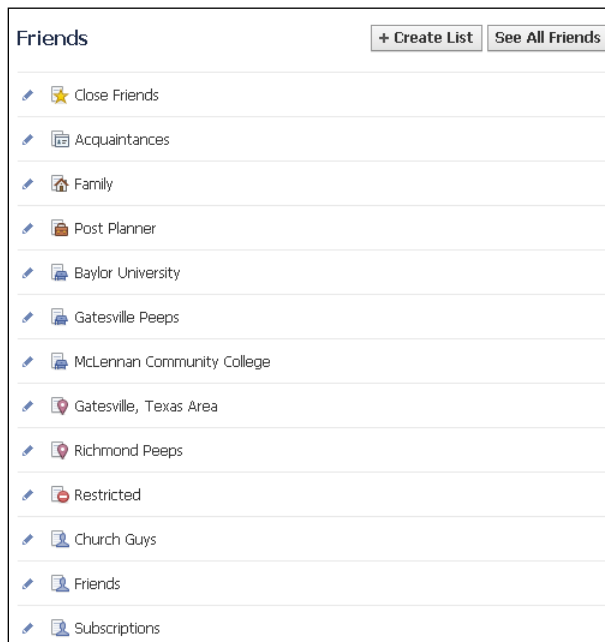 Friends
+ Create List
See All Friends
Close Friends
Acquaintances
Family
Post Planner
Baylor University
Gatesville Peeps
McLennan Community College
Gatesville, Texas Area
Richmond Peeps
Restricted
Church Guys
Friends
Subscriptions